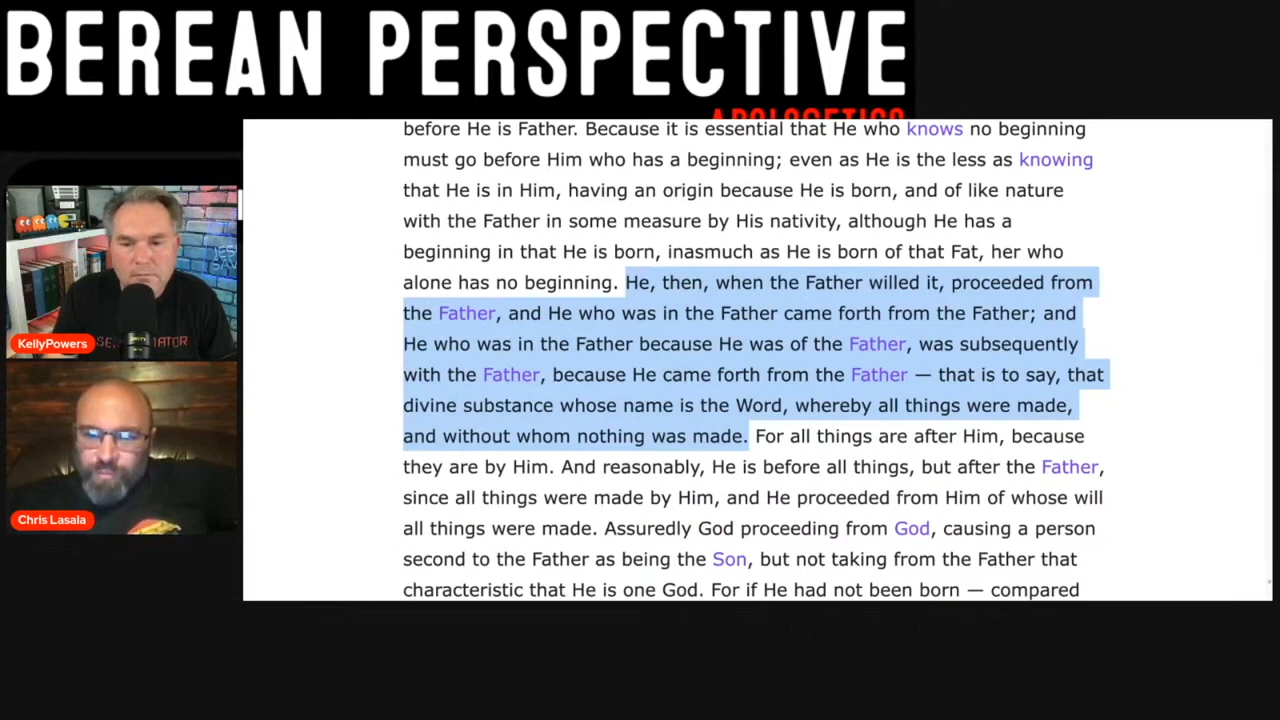 BEREAN PERSPECTIVE
APOLOGETICS
before He is Father. Because it is essential that He who knows no beginning
must go before Him who has a beginning; even as He is the less as knowing
that He is in Him, having an origin because He is born, and of like nature
with the Father in some measure by His nativity, although He has a
beginning in that He is born, inasmuch as He is born of that Fat, her who
alone has no beginning. He, then, when the Father willed it, proceeded from
the Father, and He who was in the Father came forth from the Father; and
He who was in the Father because He was of the Father, was subsequently
with the Father, because He came forth from the Father — that is to say, that
divine substance whose name is the Word, whereby all things were made,
and without whom nothing was made. For all things are after Him, because
they are by Him. And reasonably, He is before all things, but after the Father,
since all things were made by Him, and He proceeded from Him of whose will
all things were made. Assuredly God proceeding from God, causing a person
second to the Father as being the Son, but not taking from the Father that
characteristic that He is one God. For if He had not been born — compared
KellyPowers
Chris Lasala